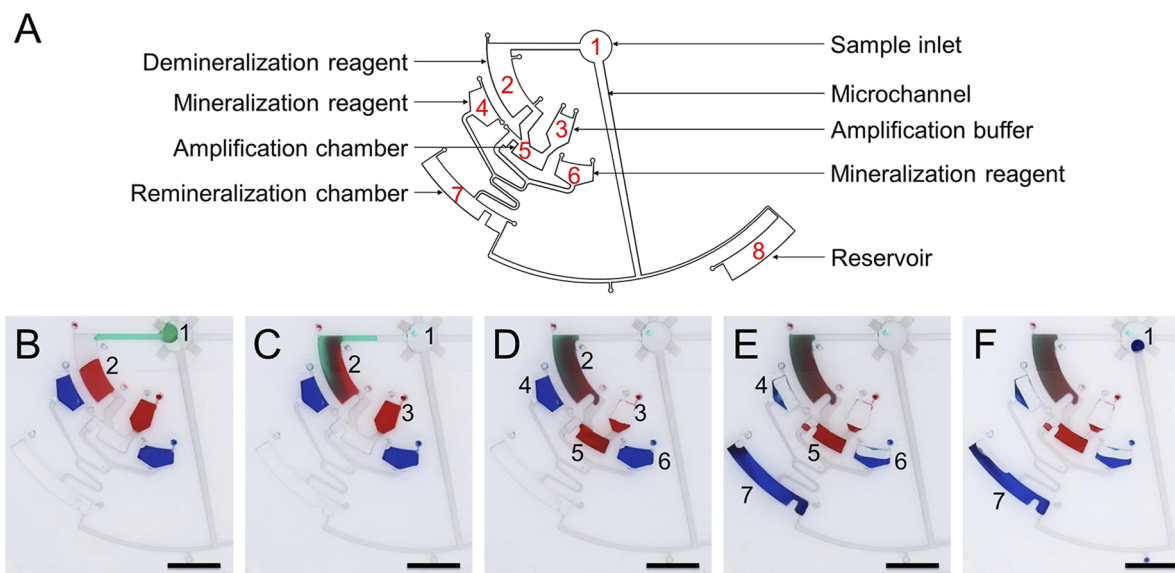 A
Demineralization reagent
Mineralization reagent
Amplification chamber
Remineralization chamber
1
2
3
4
5
6
7
8
Sample inlet
Microchannel
Amplification buffer
Mineralization reagent
Reservoir
B
1
2
C
1
2
3
D
2
4
3
5
6
E
4
5
6
7
F
1
7